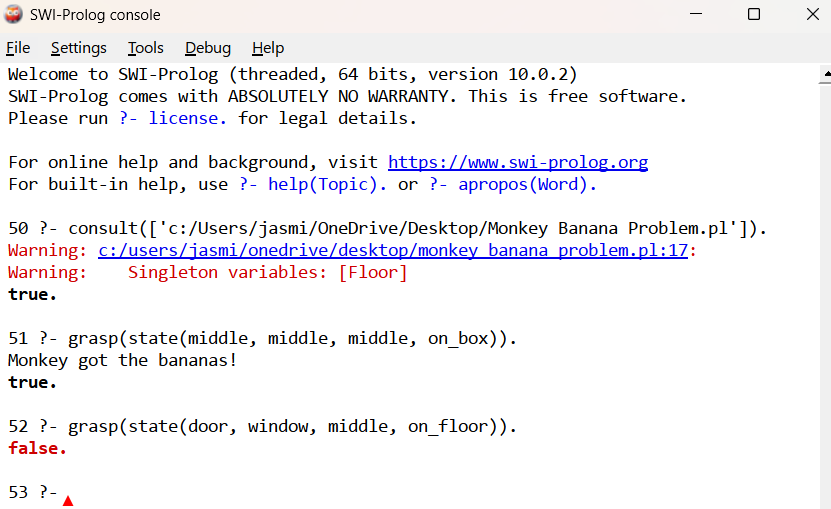 SWI-Prolog console
File Settings Tools Debug Help
Welcome to SWI-Prolog (threaded, 64 bits, version 10.0.2)
SWI-Prolog comes with ABSOLUTELY NO WARRANTY. This is free software.
Please run ?- license. for legal details.
For online help and background, visit https://www.swi-prolog.org
For built-in help, use ?- help(Topic). or ?- apropos(Word).
50 ?- consult(['c:/Users/jasmi/OneDrive/Desktop/Monkey Banana Problem.pl']).
Warning: c:/users/jasmi/onedrive/desktop/monkey banana problem.pl:17:
Warning:    Singleton variables: [Floor]
true.
51 ?- grasp(state(middle, middle, middle, on_box)).
Monkey got the bananas!
true.
52 ?- grasp(state(door, window, middle, on_floor)).
false.
53 ?-